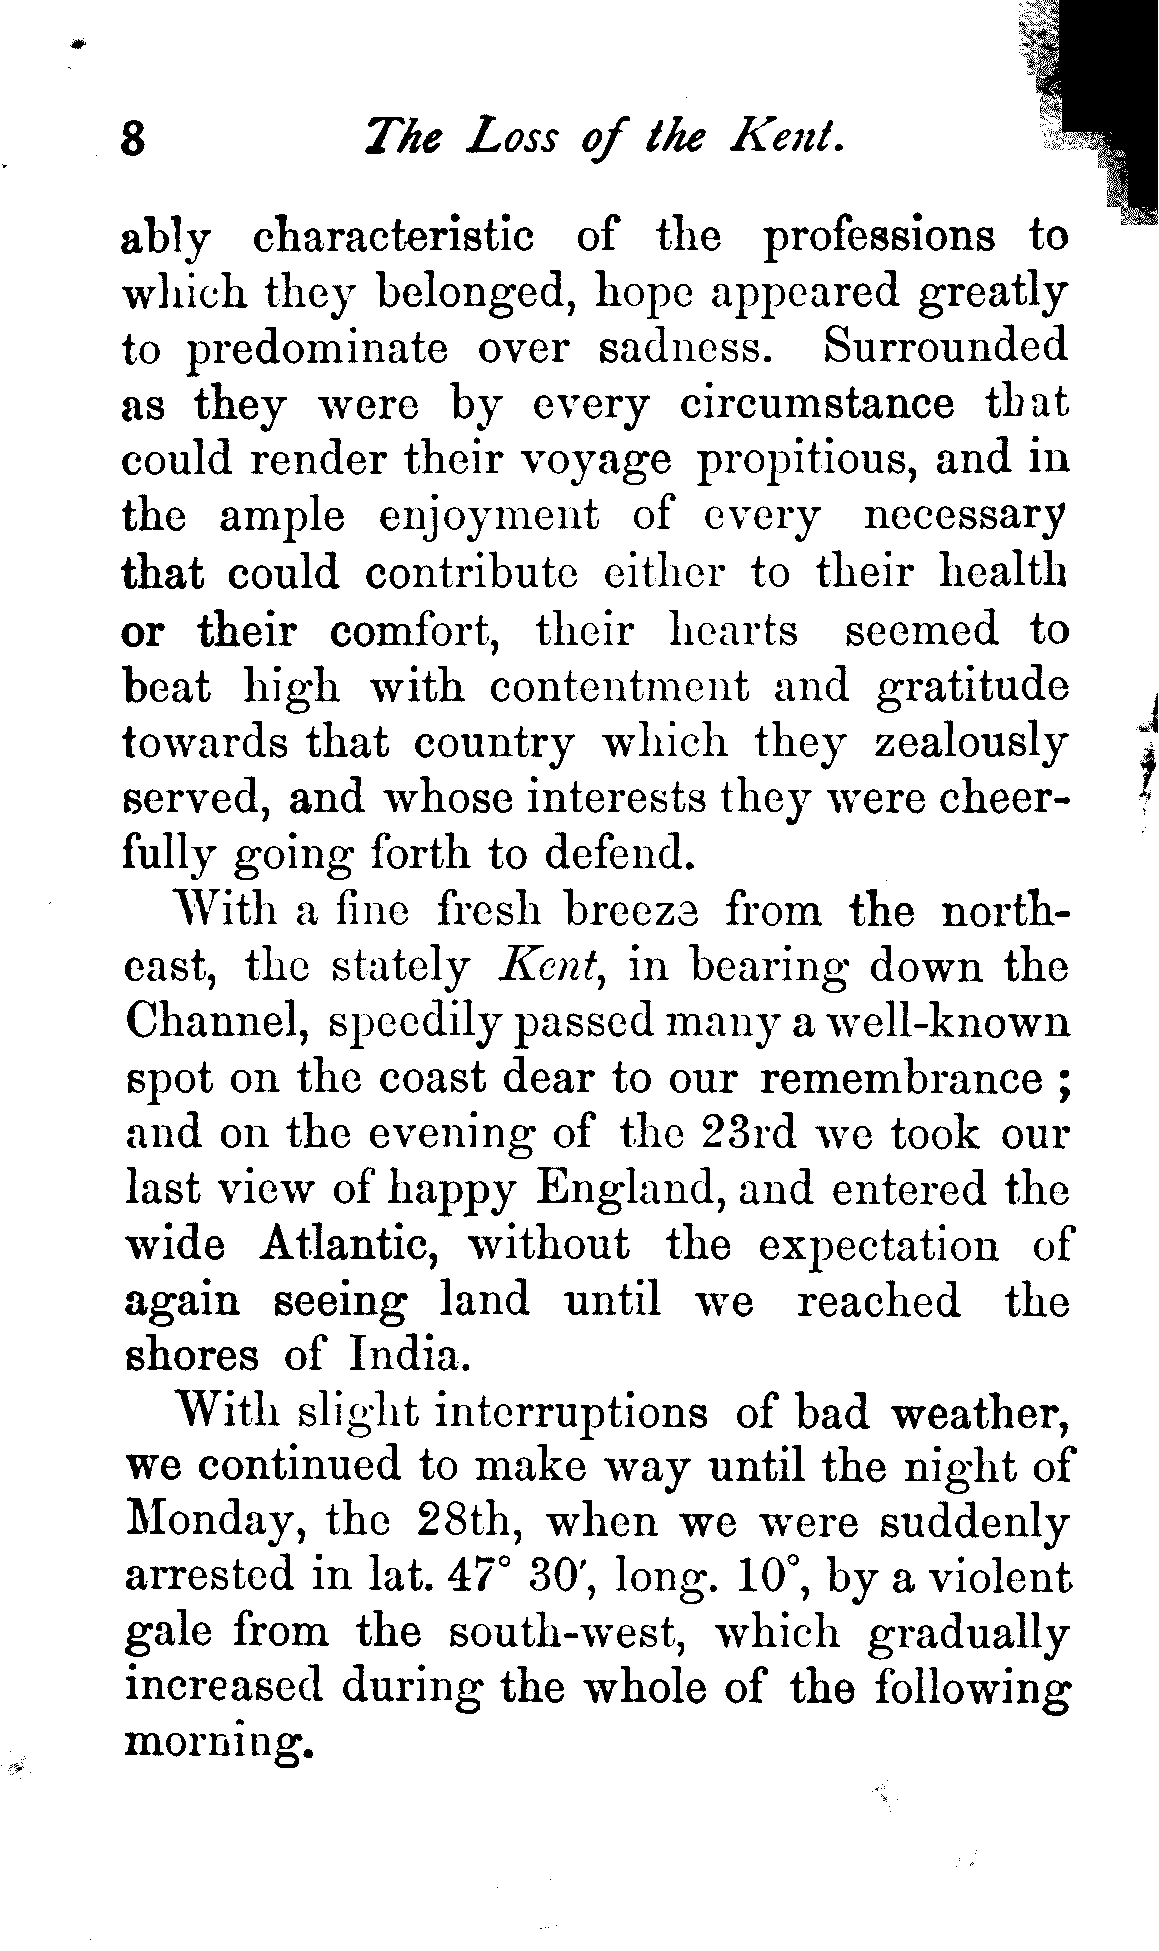 8 The Loss of the Kent.
ably characteristic of the professions to
which they belonged, hope appeared greatly
to predominate over sadness. Surrounded
as they were by every circumstance that
could render their voyage propitious, and in
the ample enjoyment of every necessary
that could contribute either to their health
or their comfort, their hearts seemed to
beat high with contentment and gratitude
towards that country which they zealously
served, and whose interests they were cheer-
fully going forth to defend.
With a fine fresh breeze from the north-
east, the stately Kent, in bearing down the
Channel, speedily passed many a well-known
spot on the coast dear to our remembrance ;
and on the evening of the 23rd we took our
last view of happy England, and entered the
wide Atlantic, without the expectation of
again seeing land until we reached the
shores of India.
With slight interruptions of bad weather,
we continued to make way until the night of
Monday, the 28th, when we were suddenly
arrested in lat. 47° 30′, long. 10°, by a violent
gale from the south-west, which gradually
increased during the whole of the following
morning.